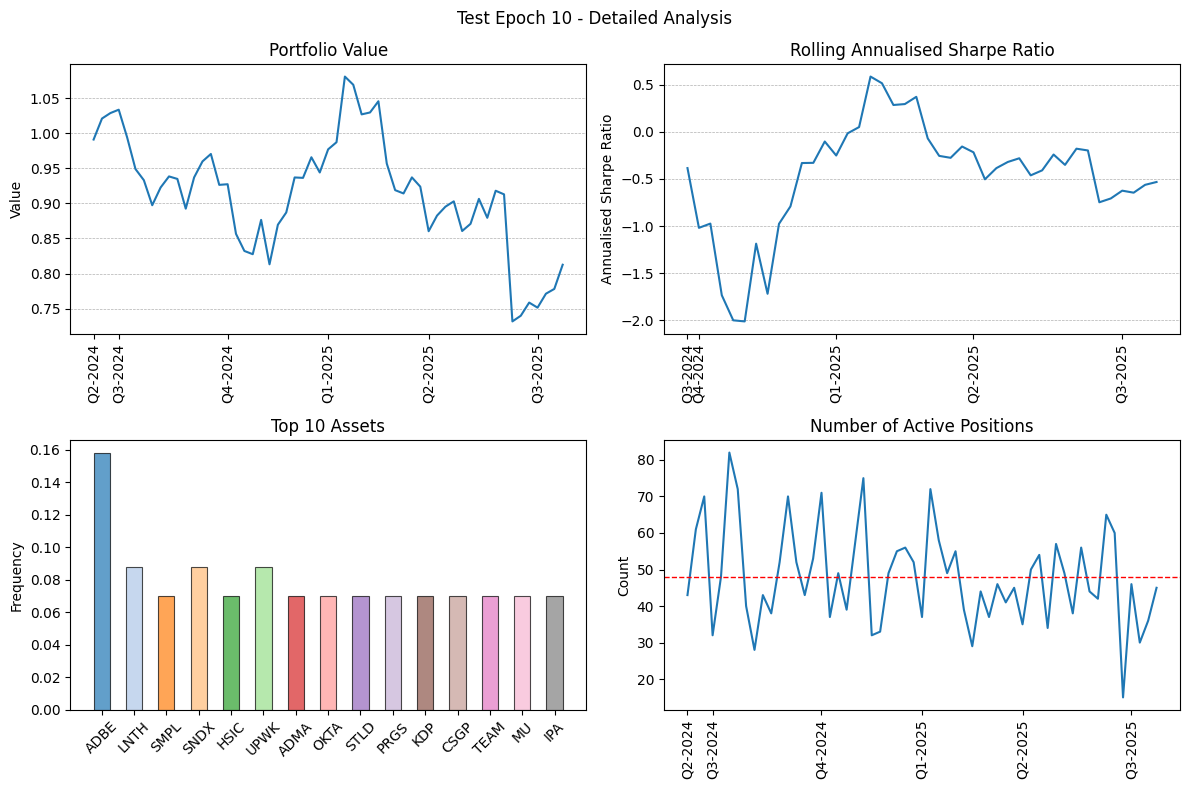 Test Epoch 10 - Detailed Analysis
Portfolio Value
Value
1.05
1.00
0.95
0.90
0.85
0.80
0.75
Q2-2024
Q3-2024
Q4-2024
Q1-2025
Q2-2025
Q3-2025
Rolling Annualised Sharpe Ratio
Annualised Sharpe Ratio
0.5
0.0
−0.5
−1.0
−1.5
−2.0
Q3-2024
Q4-2024
Q1-2025
Q2-2025
Q3-2025
Top 10 Assets
Frequency
0.16
0.14
0.12
0.10
0.08
0.06
0.04
0.02
0.00
ADBE
LNTH
SMPL
SNDX
HSIC
UPWK
ADMA
OKTA
STLD
PRGS
KDP
CSGP
TEAM
MU
IPA
Number of Active Positions
Count
80
70
60
50
40
30
20
Q2-2024
Q3-2024
Q4-2024
Q1-2025
Q2-2025
Q3-2025